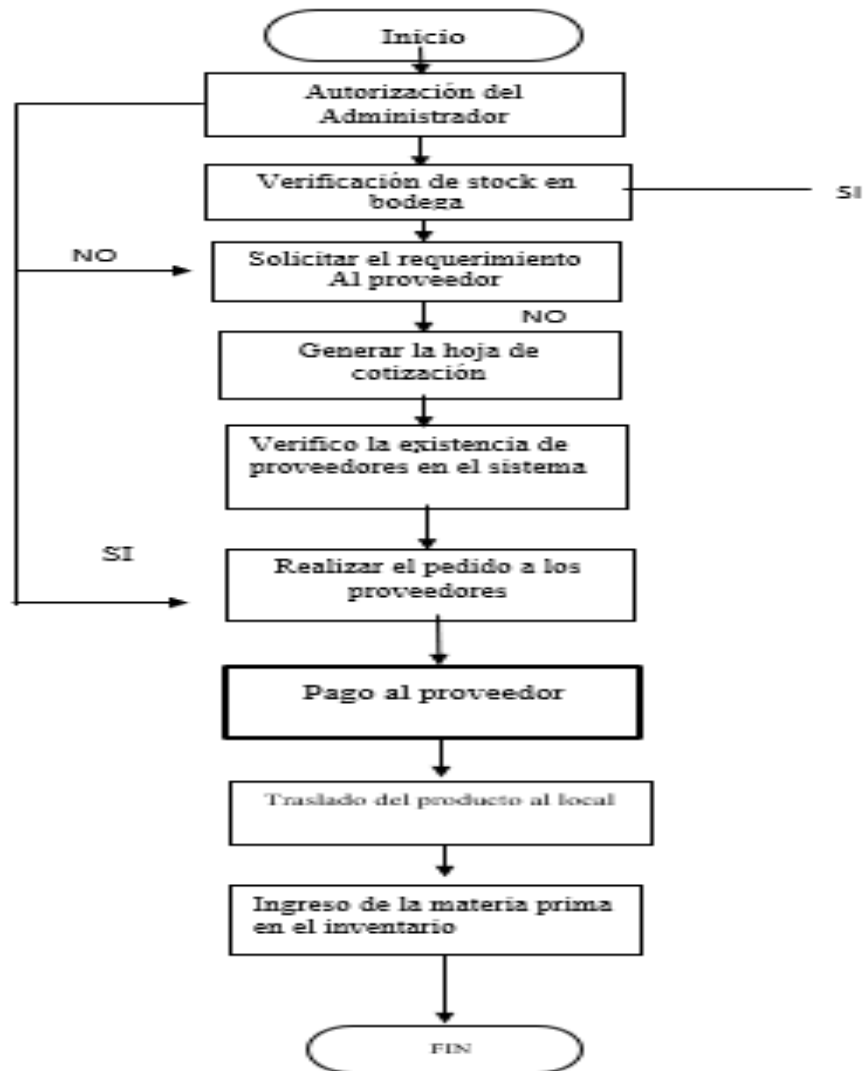 Inicio
Autorización del
Administrador
Verificación de stock en
bodega
SI
NO
Solicitar el requerimiento
Al proveedor
NO
Generar la hoja de
cotización
Verifico la existencia de
proveedores en el sistema
SI
Realizar el pedido a los
proveedores
Pago al proveedor
Traslado del producto al local
Ingreso de la materia prima
en el inventario
FIN